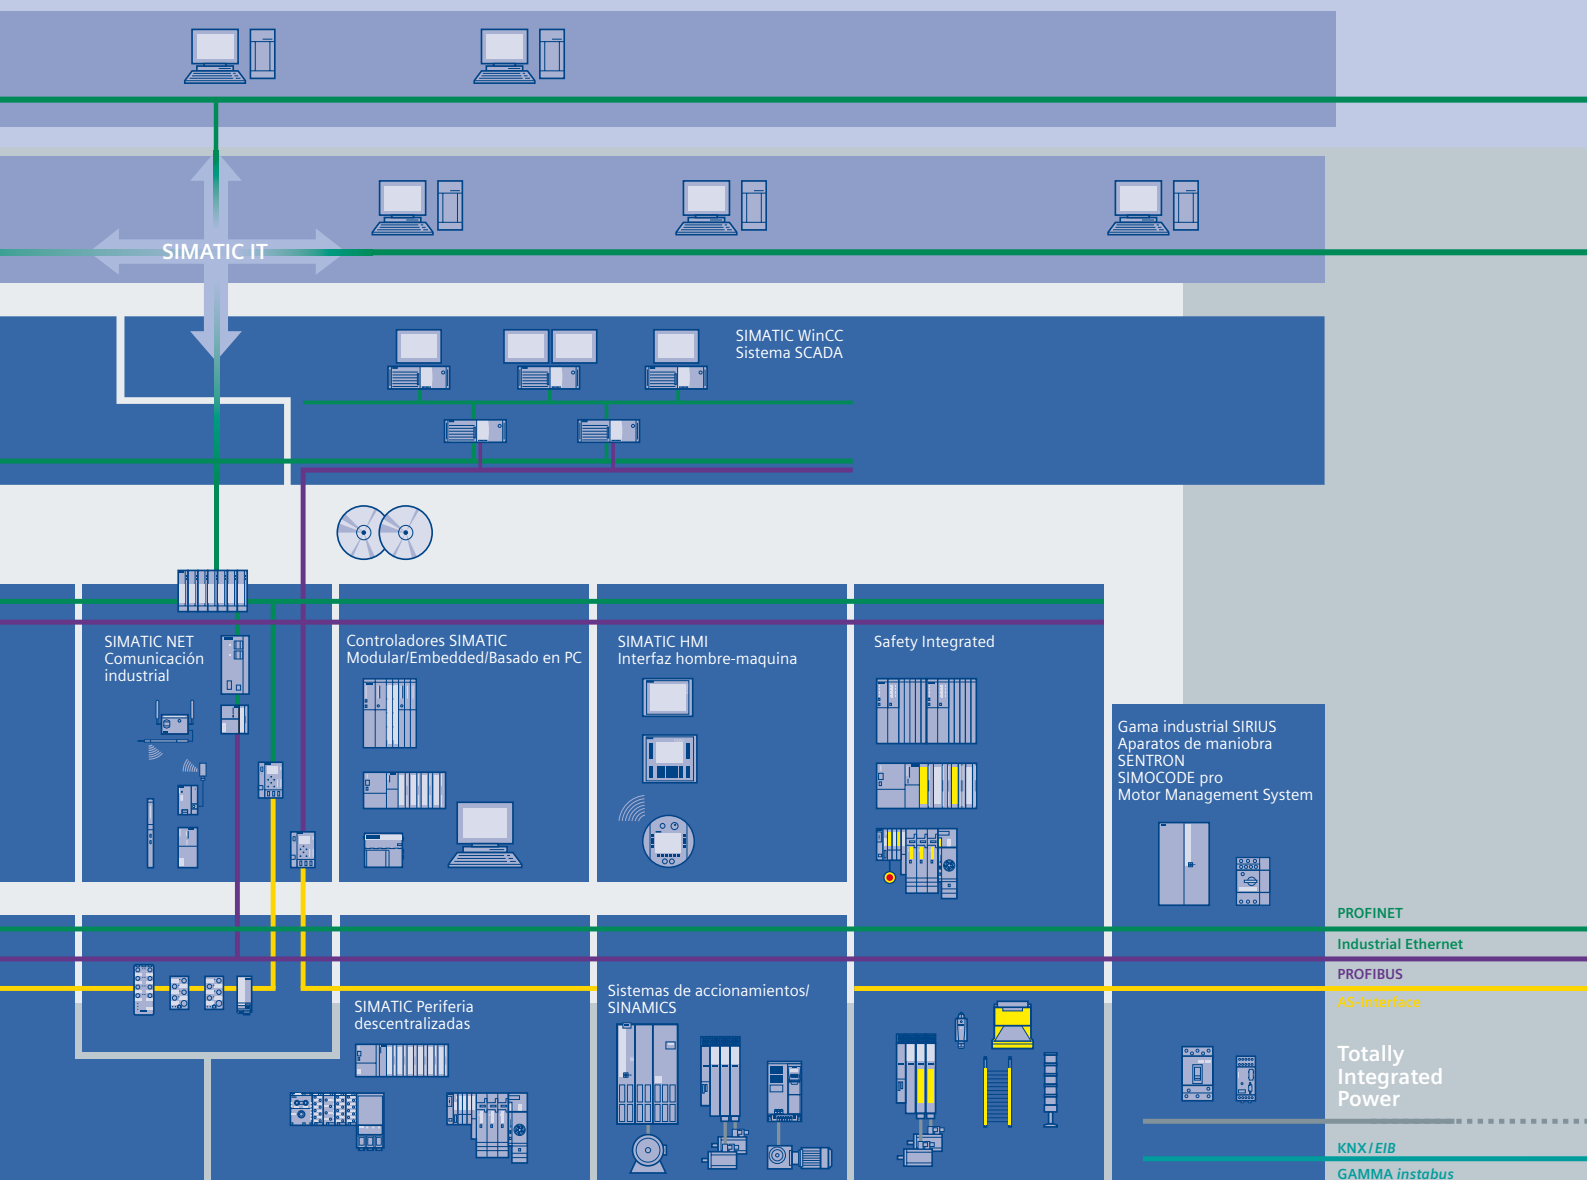 SIMATIC IT
SIMATIC WinCC
Sistema SCADA
SIMATIC NET
Comunicación
industrial
Controladores SIMATIC
Modular/Embedded/Basado en PC
SIMATIC HMI
Interfaz hombre-maquina
Safety Integrated
Gama industrial SIRIUS
Aparatos de maniobra
SENTRON
SIMOCODE pro
Motor Management System
PROFINET
Industrial Ethernet
PROFIBUS
AS-Interface
SIMATIC Periferia
descentralizadas
Sistemas de accionamientos/
SINAMICS
Totally
Integrated
Power
KNX/EIB
GAMMA instabus